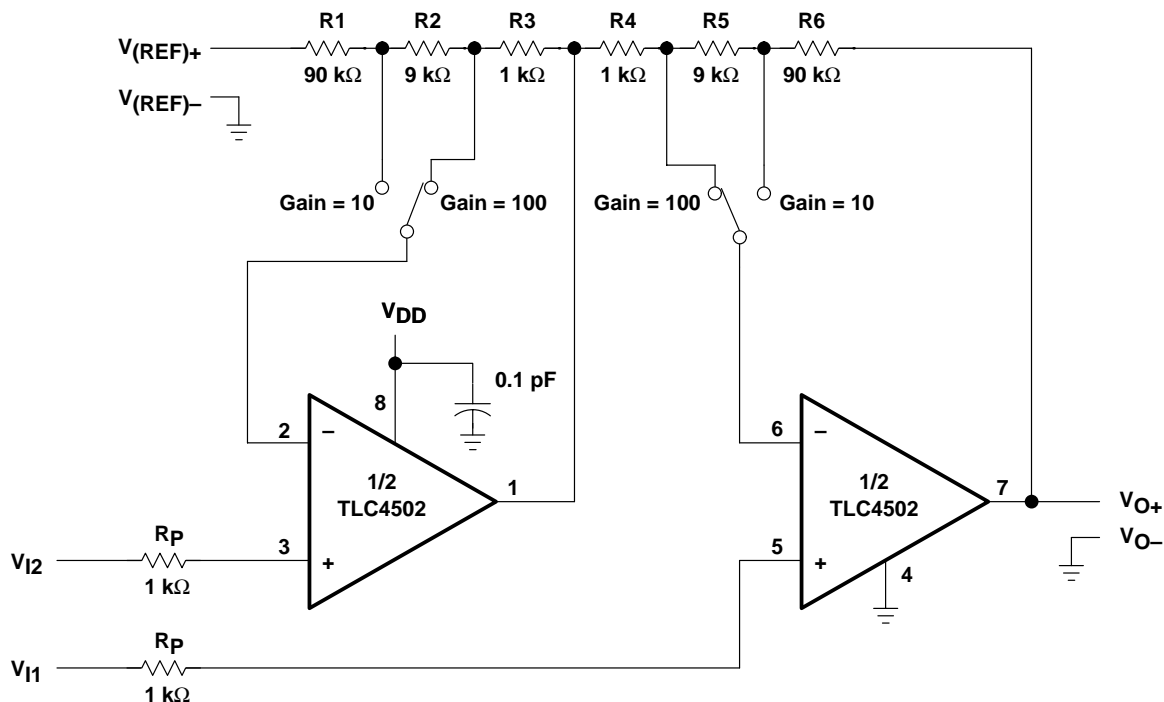 R1 R2 R3 R4 R5 R6
V(REF)+
90 kΩ 9 kΩ 1 kΩ 1 kΩ 9 kΩ 90 kΩ
V(REF)–
Gain = 10 Gain = 100 Gain = 100 Gain = 10
VDD
0.1 pF
8
2 – 6 –
1/2 1/2
TLC4502 1 TLC4502 7
VO+
VO–
VI2 RP 3 + 5 +
1 kΩ
4
RP
VI1
1 kΩ